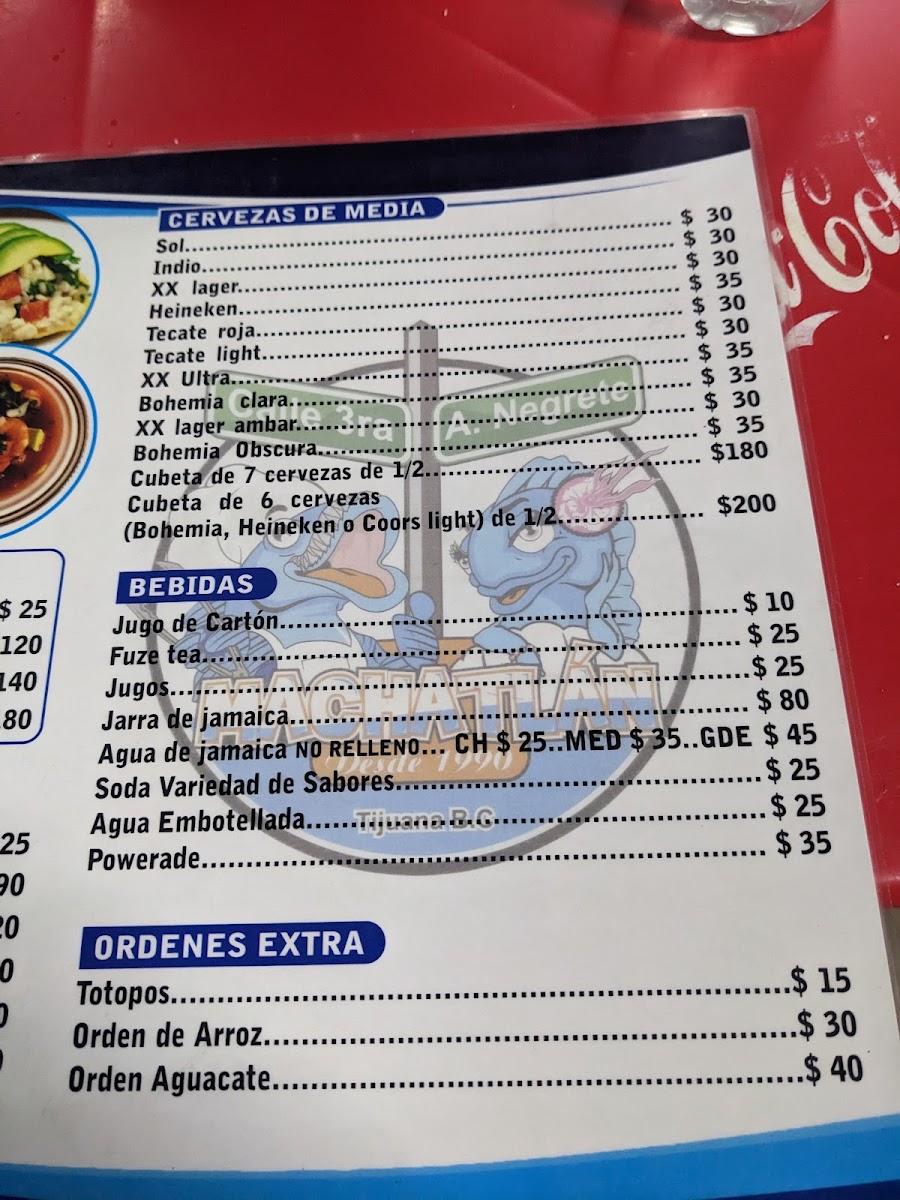 Cola
CERVEZAS DE MEDIA
Sol.......... $ 30
Indio.......... $ 30
XX lager.......... $ 30
Heineken.......... $ 35
Tecate roja.......... $ 30
Tecate light.......... $ 30
XX Ultra.......... $ 35
Bohemia clara.......... $ 35
XX lager ambar.......... $ 30
Bohemia Obscura.......... $ 35
Cubeta de 7 cervezas de 1/2.......... $180
Cubeta de 6 cervezas
(Bohemia, Heineken o Coors light) de 1/2.......... $200
BEBIDAS
Jugo de Cartón.......... $ 10
Fuze tea.......... $ 25
Jugos.......... $ 25
Jarra de jamaica.......... $ 80
Agua de jamaica NO RELLENO... CH $ 25..MED $ 35..GDE $ 45
Soda Variedad de Sabores.......... $ 25
Agua Embotellada.......... $ 25
Powerade.......... $ 35
ORDENES EXTRA
Totopos.......... $ 15
Orden de Arroz.......... $ 30
Orden Aguacate.......... $ 40
Calle 3ra
A. Negrete
MACHATLÁN
Desde 1990
Tijuana B.C
$ 25
120
140
80
25
90
20
0